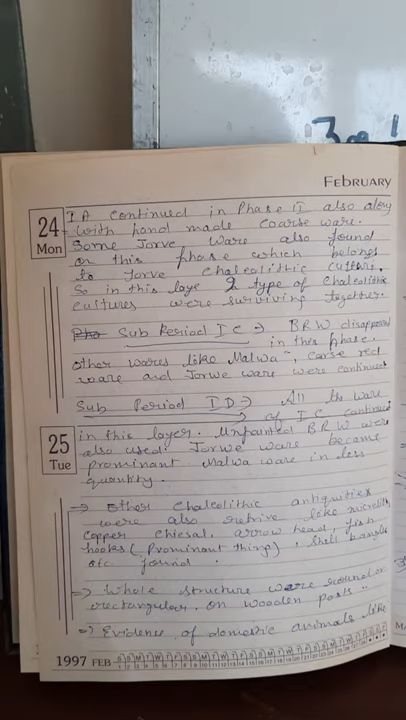 FEBRUARY
24
Mon
I A continued in Phase II also along
with hand made coarse ware.
Some Jorve ware also found
on this phase which belongs
to Jorve chalcolithic culture.
So in this laye 2 type of chalcolithic
cultures were surviving together.
Sub Period I C => BRW disappeared
in this phase.
Other wares like Malwa, carse red
ware and Jorwe ware were continued
Sub Period I D => All the ware
of I C continued
25
Tue
in this layer. Unpainted BRW were
also used. Jorwe ware became
prominant Malwa ware in less
quantity.
=> Other chalcolithic antiquities
were also retrive like
copper chiesal, arrow head, fish
hooks (Prominant things), shell bangles
etc found.
=> Whole structure were round or
rectangular, on wooden posts
=> Evidence of domestic animals like
1997 FEB